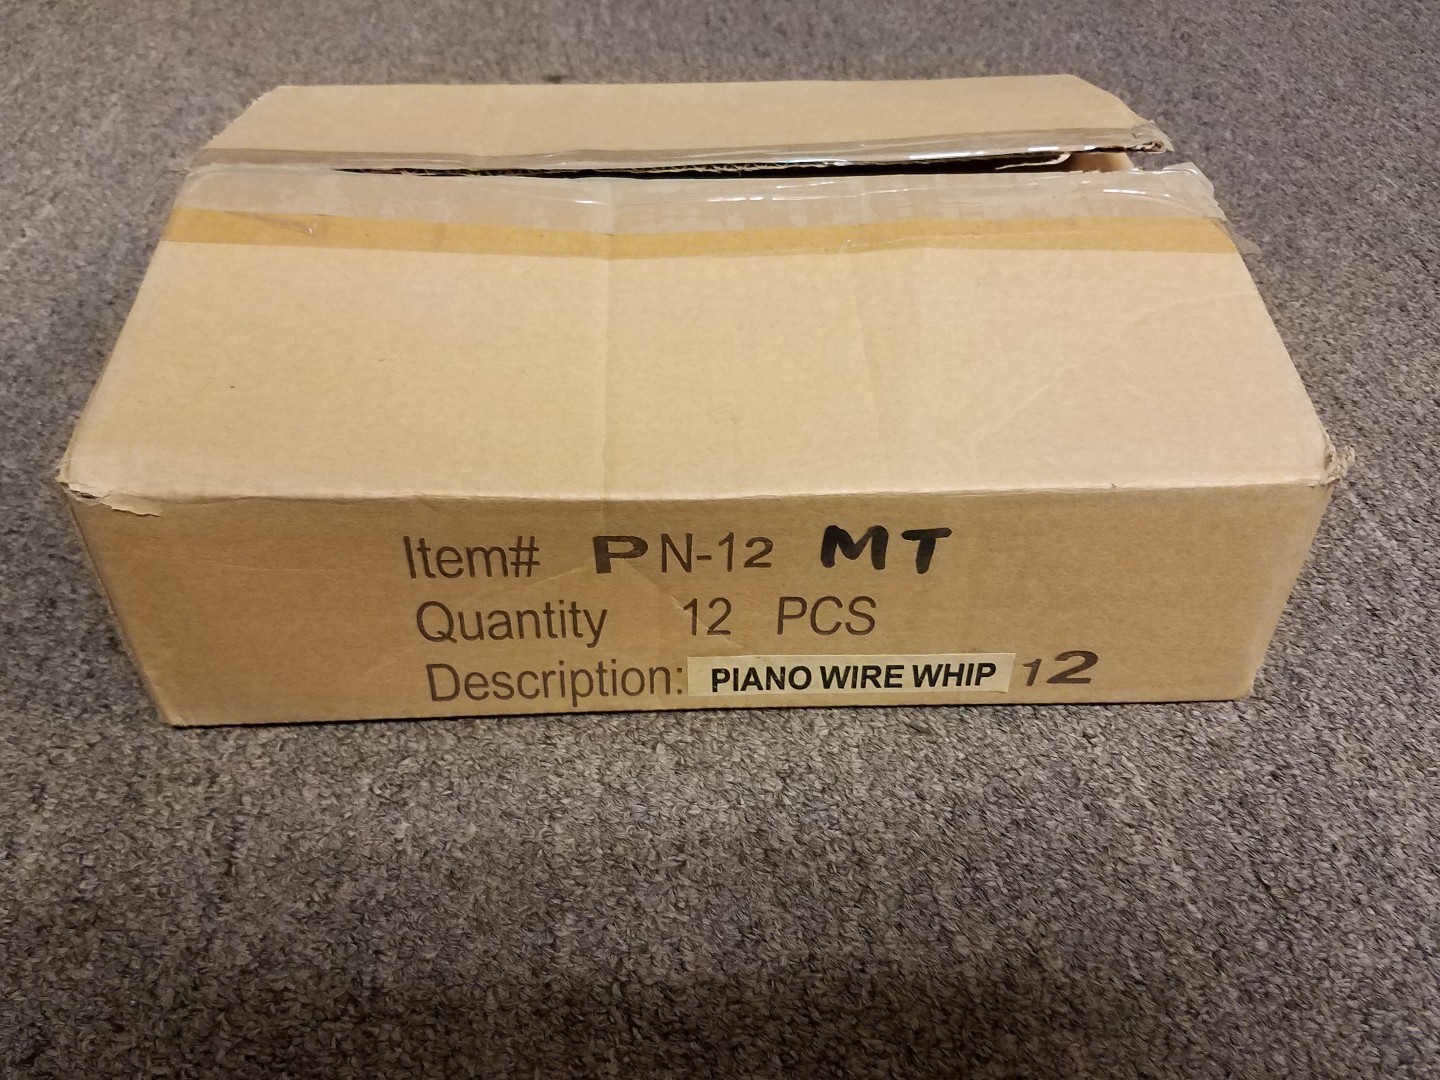 Item# PN-12 MT
Quantity 12 PCS
Description: PIANO WIRE WHIP 12